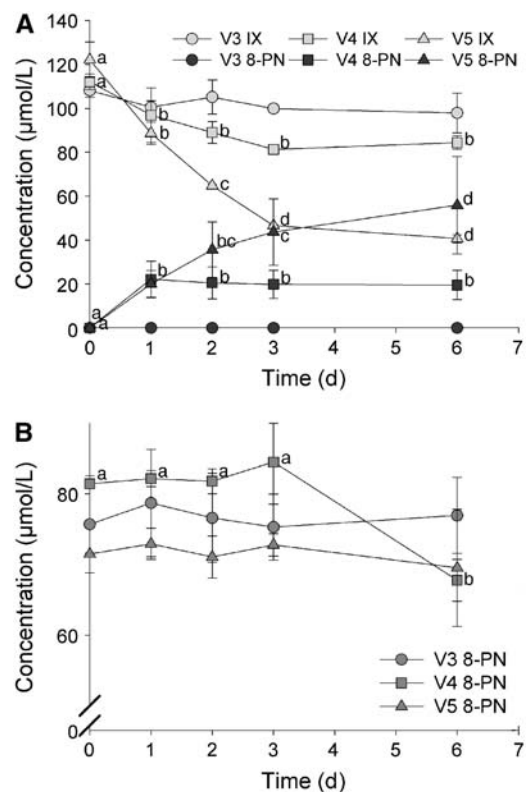 A
V3 IX V4 IX V5 IX
V3 8-PN V4 8-PN V5 8-PN
Concentration (µmol/L)
140
120
100
80
60
40
20
0
a
a
b
b
b
b
b
c
bc
b
b
d
c
b
b
d
d
b
a
a
0 1 2 3 4 5 6 7
Time (d)
B
Concentration (µmol/L)
80
60
0
a
a
a
a
b
V3 8-PN
V4 8-PN
V5 8-PN
0 1 2 3 4 5 6 7
Time (d)